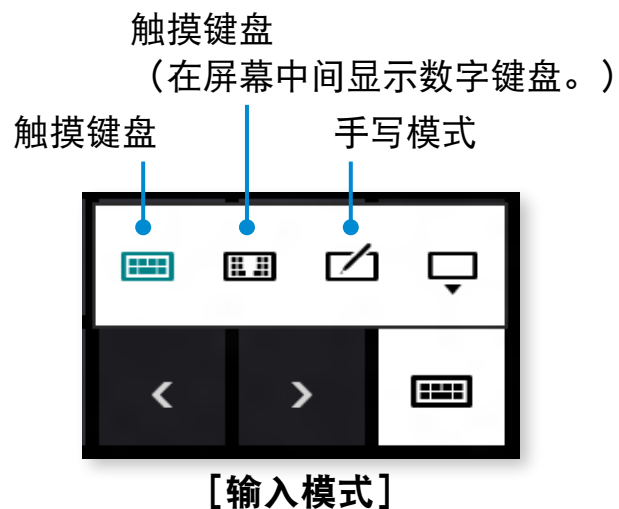 触摸键盘
（在屏幕中间显示数字键盘。）
触摸键盘
手写模式
[输入模式]